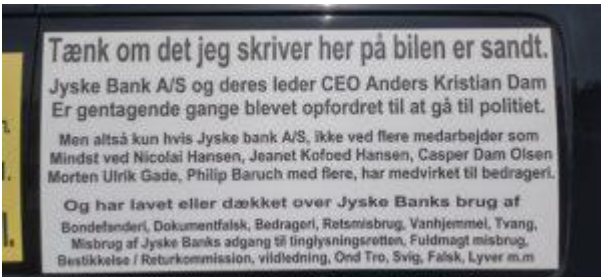 Tænk om det jeg skriver her på bilen er sandt.
Jyske Bank A/S og deres leder CEO Anders Kristian Dam
Er gentagende gange blevet opfordret til at gå til politiet.
Men altså kun hvis Jyske bank A/S, ikke ved flere medarbejder som
Mindst ved Nicolai Hansen, Jeanet Kofoed Hansen, Casper Dam Olsen
Morten Ulrik Gade, Philip Baruch med flere, har medvirket til bedrageri.
Og har lavet eller dækket over Jyske Banks brug af
Bondefangeri, Dokumentfalsk, Bedrageri, Retsmisbrug, Vanhjemmel, Tvang,
Misbrug af Jyske Banks adgang til tinglysningsretten, Fuldmagt misbrug,
Bestikkelse / Returkommission, vildledning, Ond Tro, Svig, Falsk, Lyver m.m